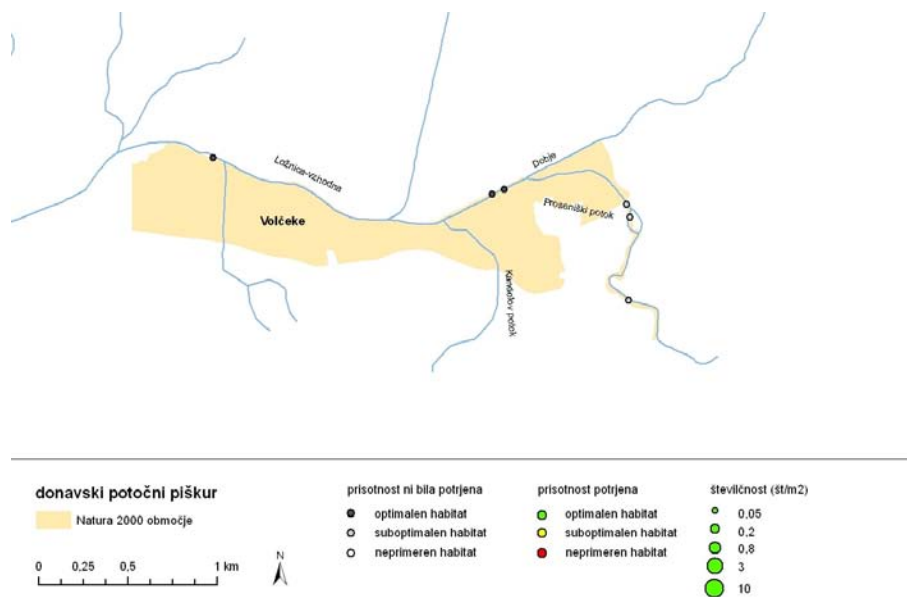 Ložnica-vzhodna
Dobje
Volčeke
Proseniški potok
Kanšolov potok
donavski potočni piškur
Natura 2000 območje
0 0,25 0,5 1 km
N
prisotnost ni bila potrjena
optimalen habitat
suboptimalen habitat
neprimeren habitat
prisotnost potrjena
optimalen habitat
suboptimalen habitat
neprimeren habitat
številčnost (št/m2)
0,05
0,2
0,8
3
10